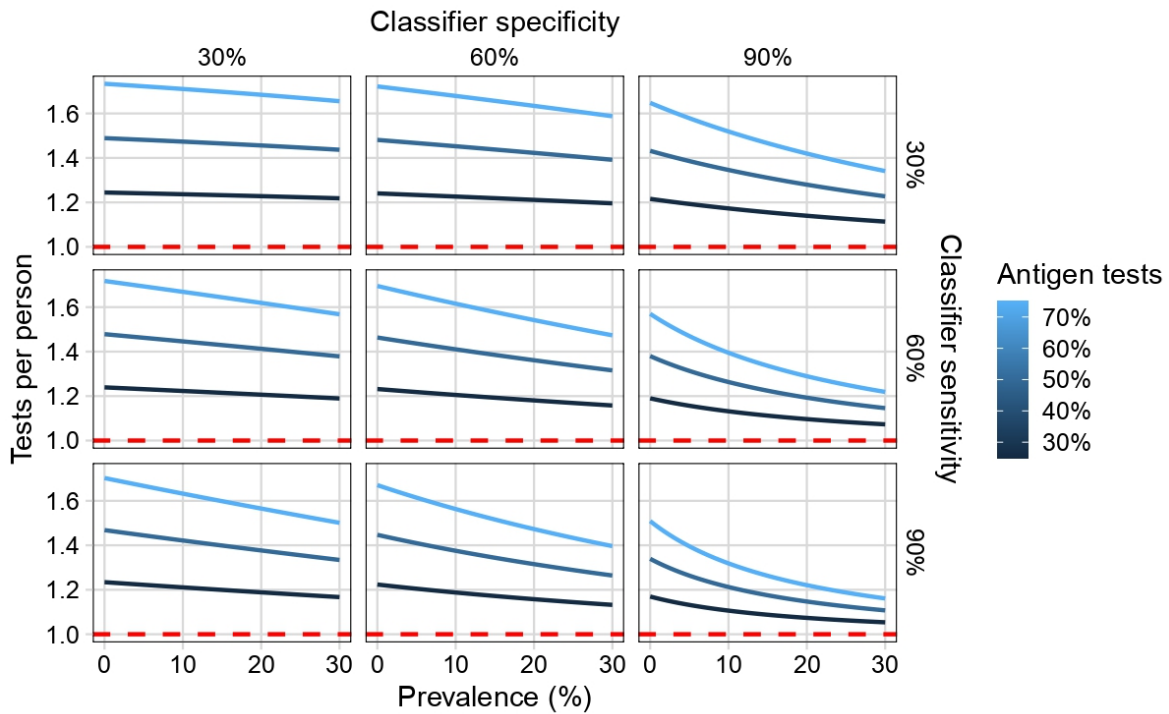 Classifier specificity
30% 60% 90%
1.6
1.4
1.2
1.0
30%
1.6
1.4
1.2
1.0
60%
1.6
1.4
1.2
1.0
90%
0 10 20 30 0 10 20 30 0 10 20 30
Prevalence (%)
Tests per person
Classifier sensitivity
Antigen tests
70%
60%
50%
40%
30%